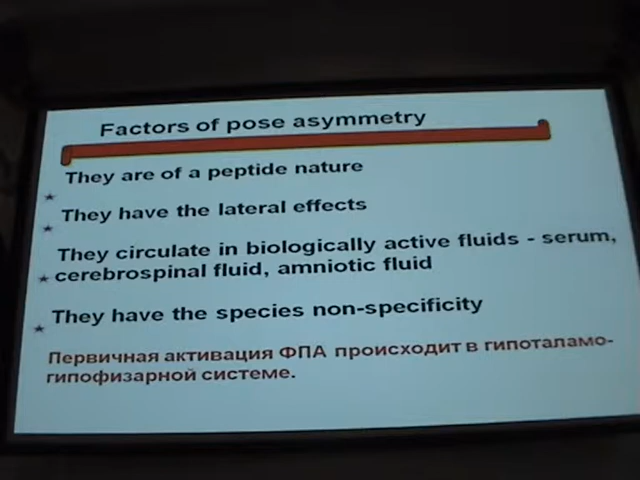 Factors of pose asymmetry
They are of a peptide nature
They have the lateral effects
They circulate in biologically active fluids - serum,
cerebrospinal fluid, amniotic fluid
They have the species non-specificity
Первичная активация ФПА происходит в гипоталамо-
гипофизарной системе.